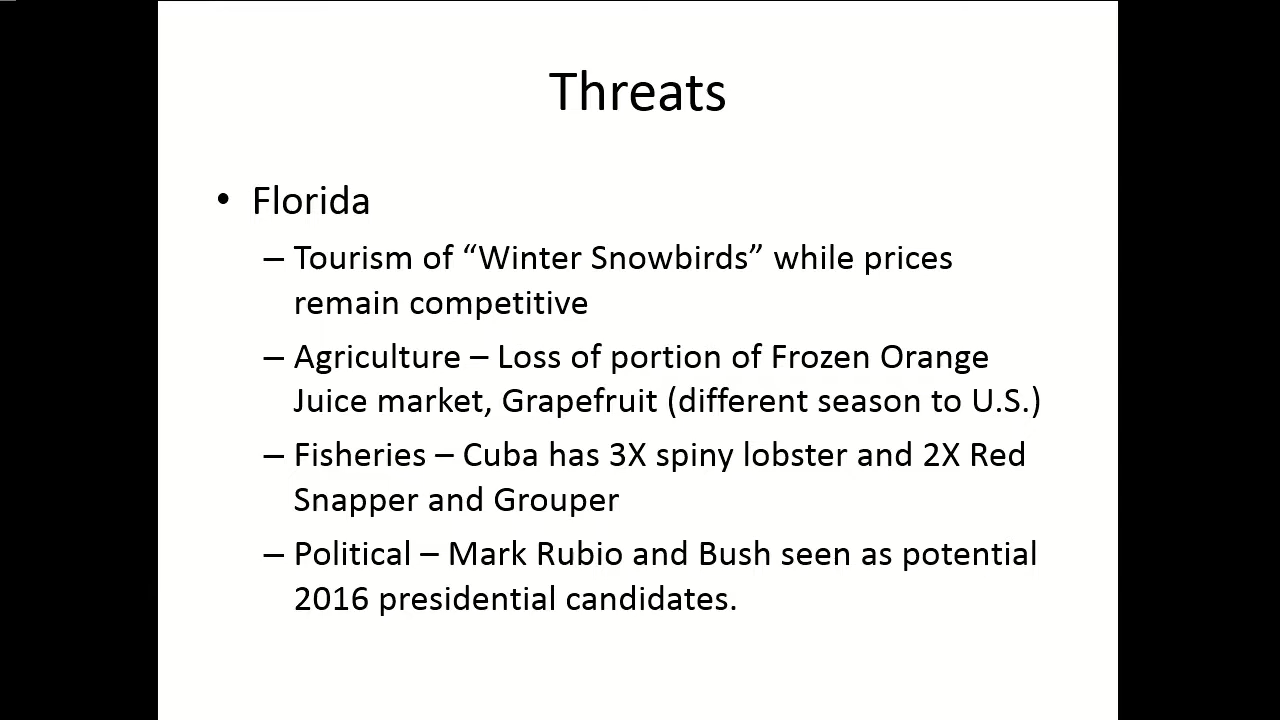 Threats
• Florida
– Tourism of “Winter Snowbirds” while prices
remain competitive
– Agriculture – Loss of portion of Frozen Orange
Juice market, Grapefruit (different season to U.S.)
– Fisheries – Cuba has 3X spiny lobster and 2X Red
Snapper and Grouper
– Political – Mark Rubio and Bush seen as potential
2016 presidential candidates.